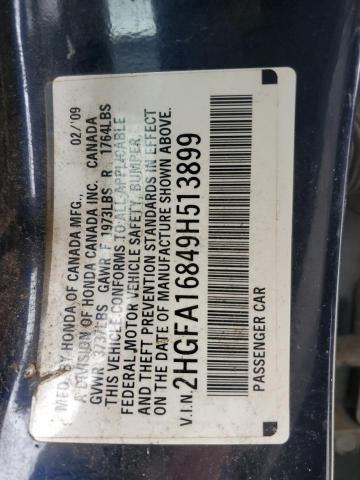 MFD. BY HONDA OF CANADA MFG., 02/'09
A DIVISION OF HONDA CANADA INC. CANADA
GVWR 3737LBS GAWR F 1973LBS R 1764LBS
THIS VEHICLE CONFORMS TO ALL APPLICABLE
FEDERAL MOTOR VEHICLE SAFETY, BUMPER,
AND THEFT PREVENTION STANDARDS IN EFFECT
ON THE DATE OF MANUFACTURE SHOWN ABOVE.
V.I.N. 2HGFA16849H513899
PASSENGER CAR